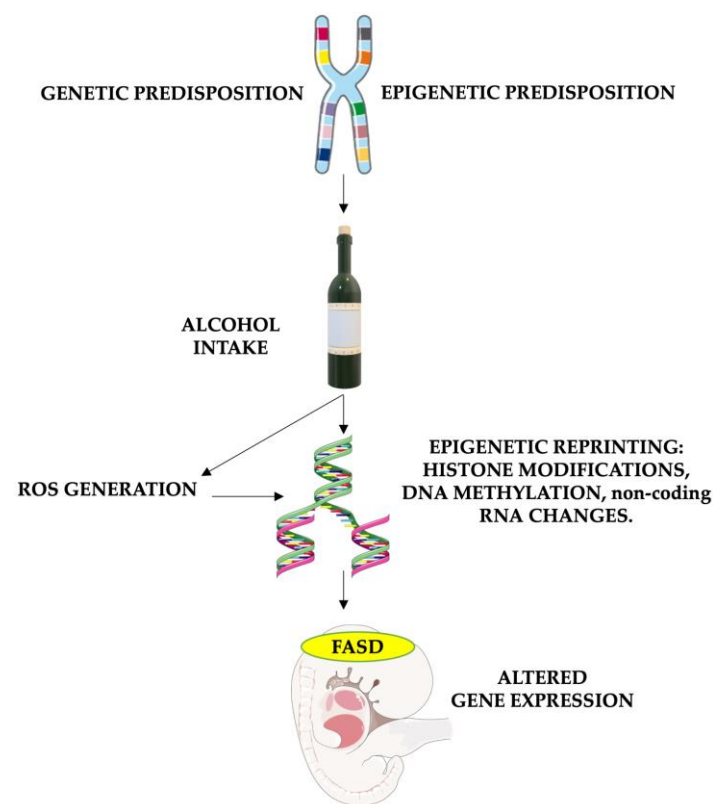 GENETIC PREDISPOSITION
EPIGENETIC PREDISPOSITION
ALCOHOL
INTAKE
EPIGENETIC REPRINTING:
HISTONE MODIFICATIONS,
DNA METHYLATION, non-coding
RNA CHANGES.
ROS GENERATION
FASD
ALTERED
GENE EXPRESSION